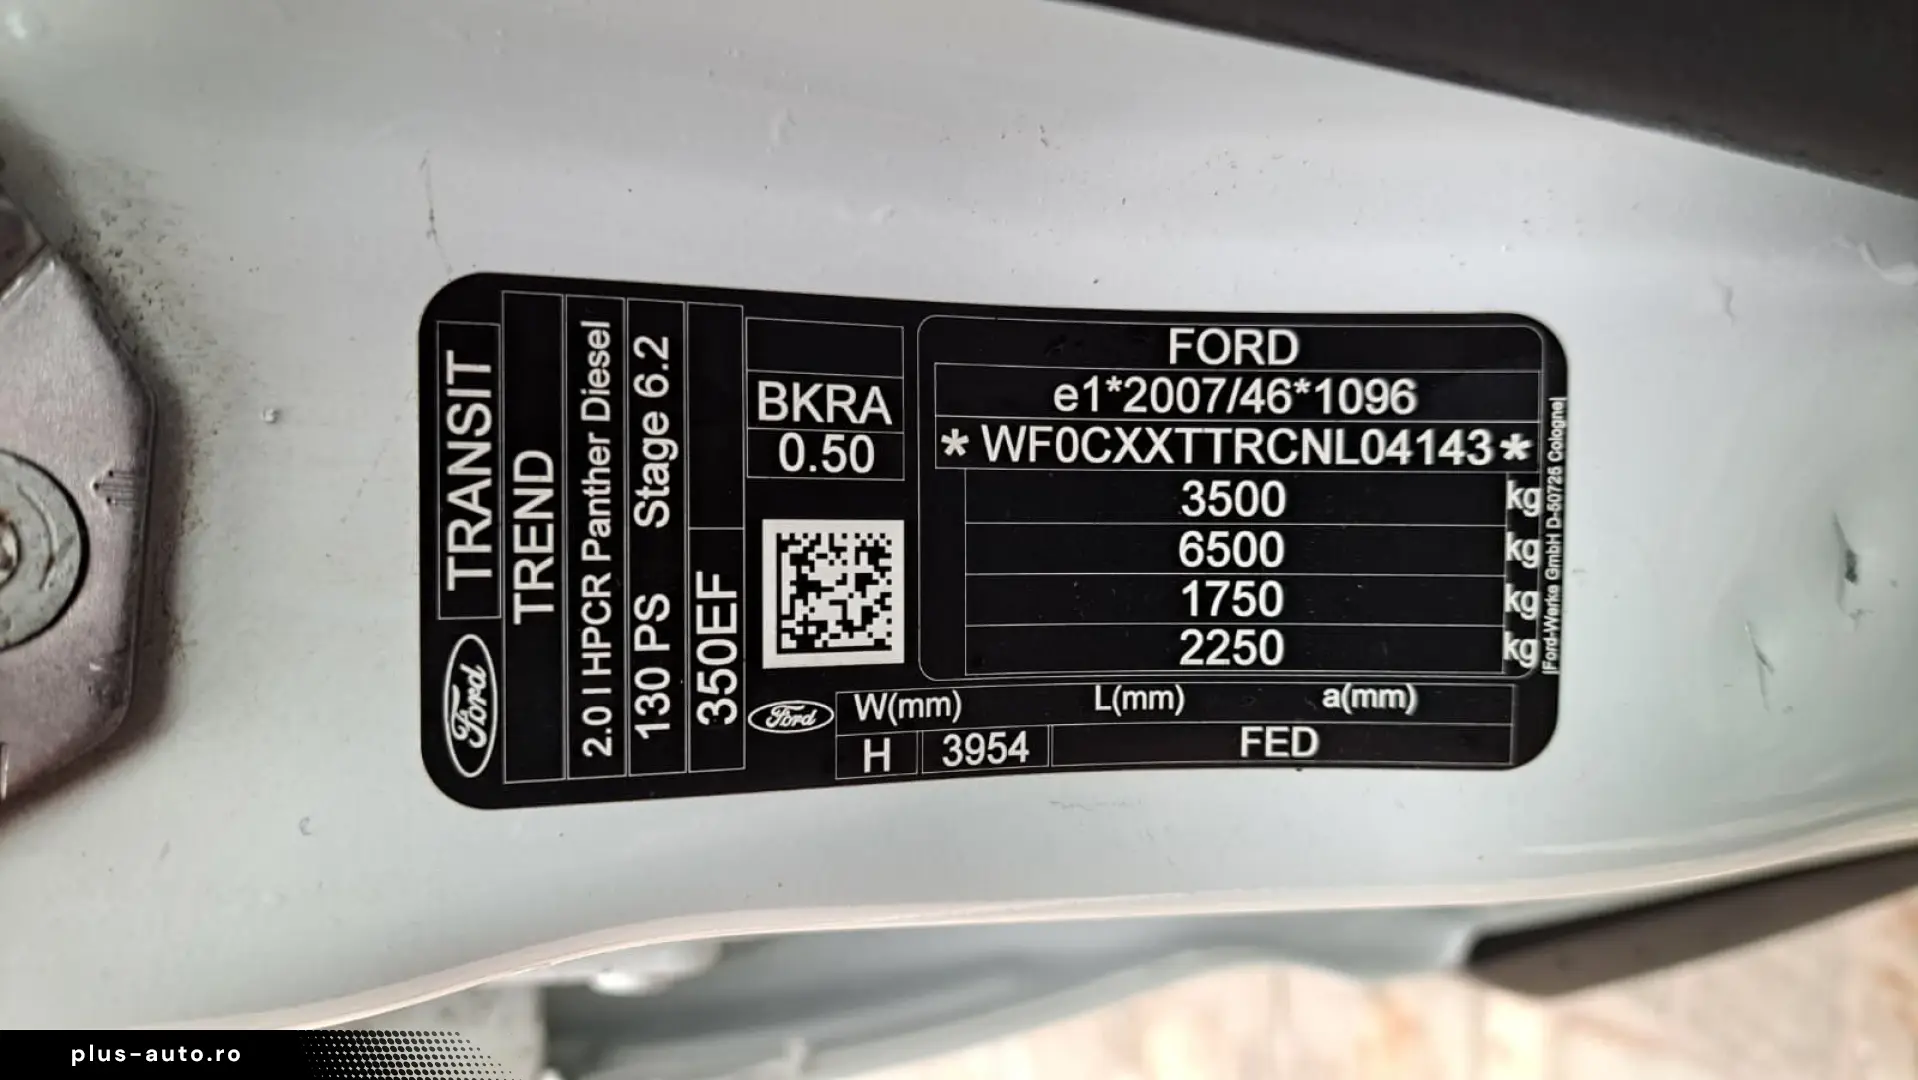 Ford
TRANSIT
TREND
2.0 l HPCR Panther Diesel
130 PS Stage 6.2
350EF
BKRA
0.50
FORD
e1*2007/46*1096
* WF0CXXTTRCNL04143 *
3500 kg
6500 kg
1750 kg
2250 kg
Ford-Werke GmbH D-50726 Cologne
Ford
W(mm) L(mm) a(mm)
H 3954 FED
plus-auto.ro